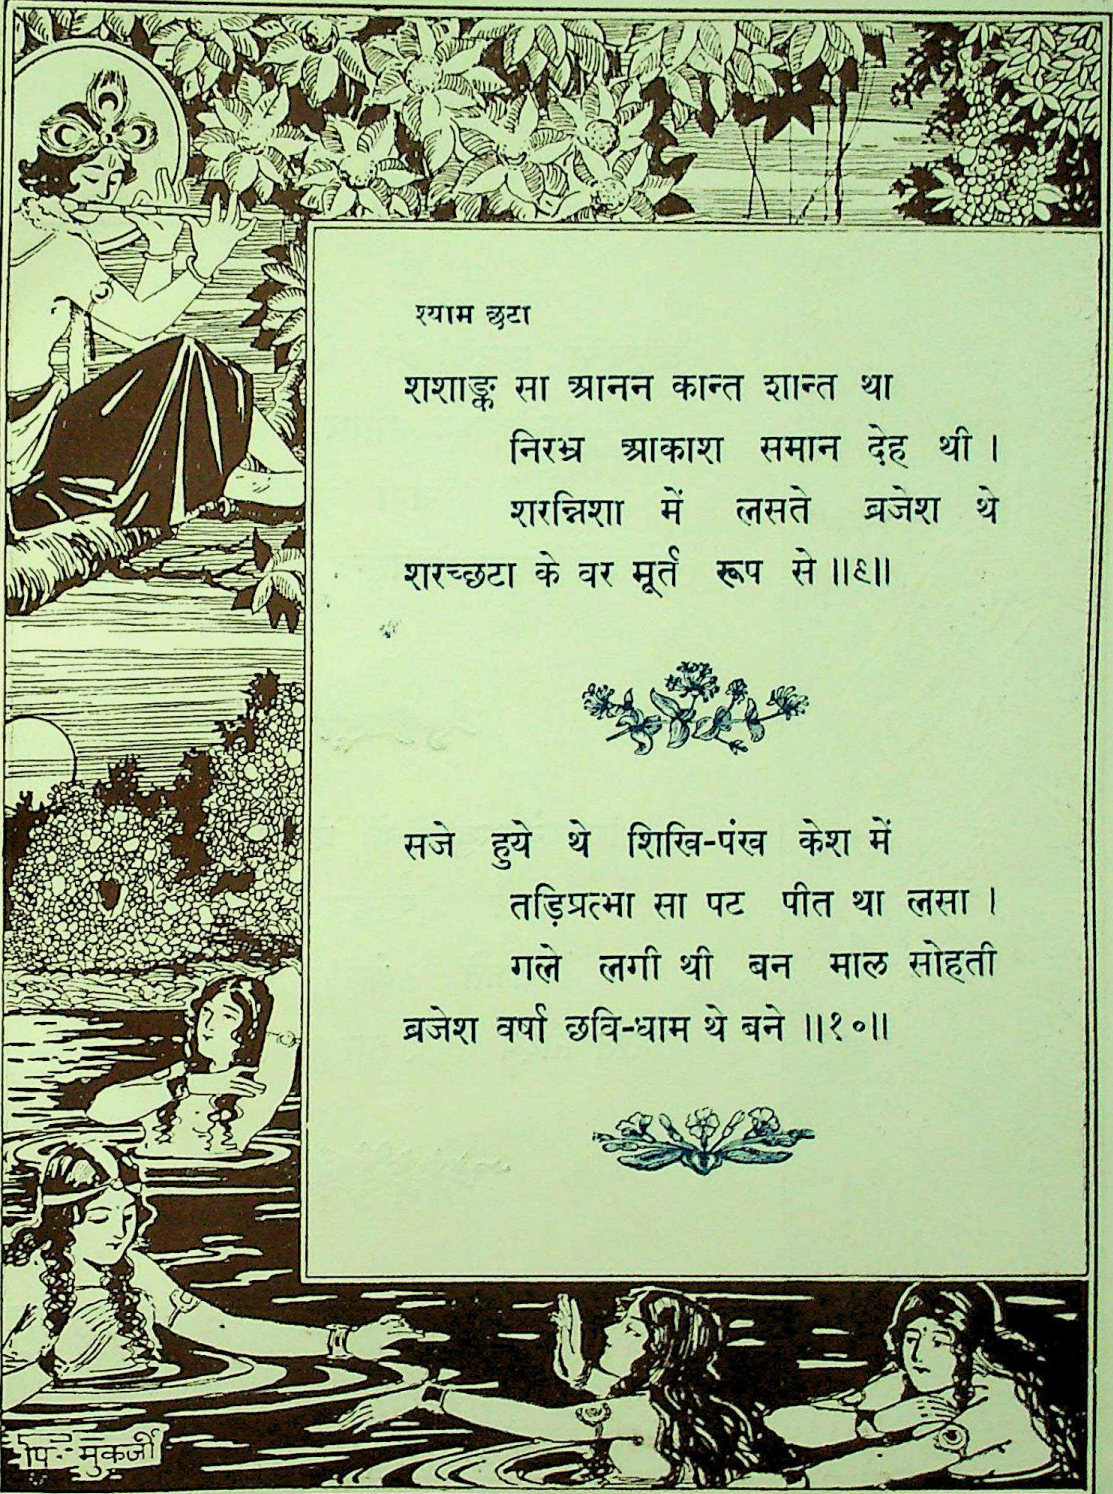 श्याम छटा
शशाङ्क सा आनन कान्त शान्त था
निरभ्र आकाश समान देह थी ।
शरन्निशा में लसते ब्रजेश थे
शरच्छटा के वर मूर्त रूप से ॥९॥
सजे हुये थे शिखि-पंख केश में
तड़ित्प्रभा सा पट पीत था लसा ।
गले लगी थी बन माल सोहती
ब्रजेश वर्षा छवि-धाम थे बने ॥१०॥
पि. मुकर्जी